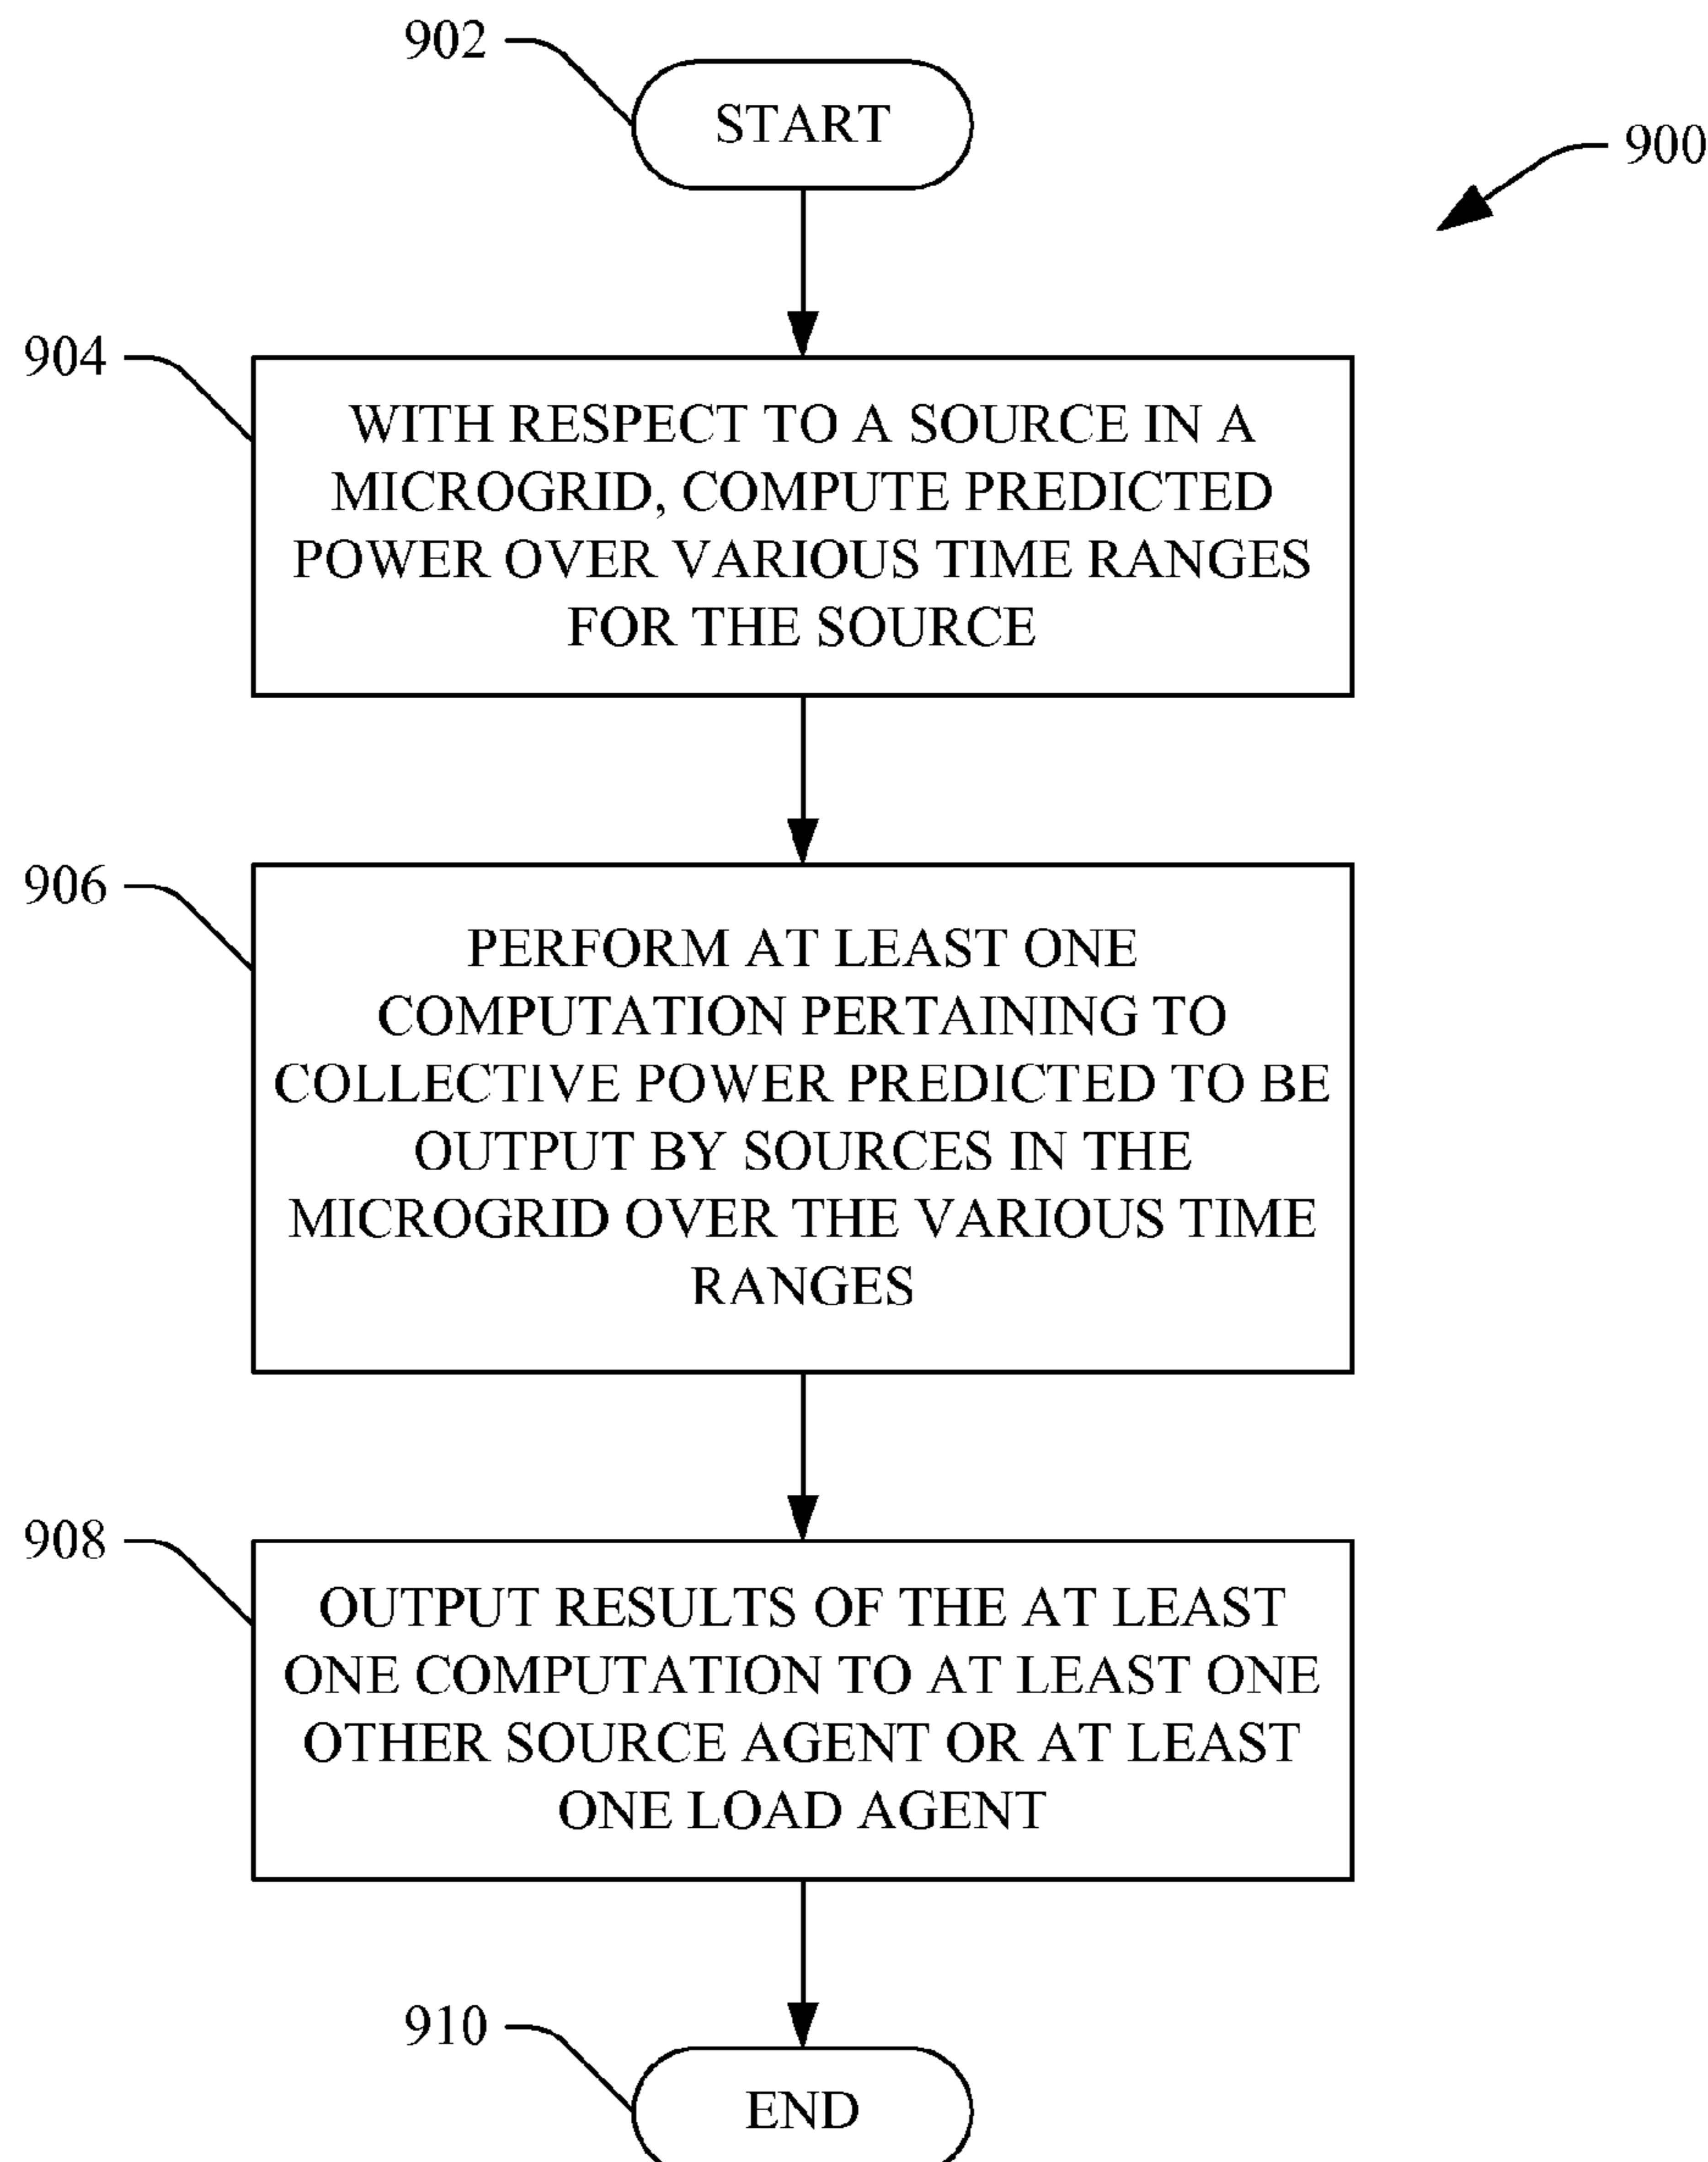 902
START
900
904
WITH RESPECT TO A SOURCE IN A
MICROGRID, COMPUTE PREDICTED
POWER OVER VARIOUS TIME RANGES
FOR THE SOURCE
906
PERFORM AT LEAST ONE
COMPUTATION PERTAINING TO
COLLECTIVE POWER PREDICTED TO BE
OUTPUT BY SOURCES IN THE
MICROGRID OVER THE VARIOUS TIME
RANGES
908
OUTPUT RESULTS OF THE AT LEAST
ONE COMPUTATION TO AT LEAST ONE
OTHER SOURCE AGENT OR AT LEAST
ONE LOAD AGENT
910
END